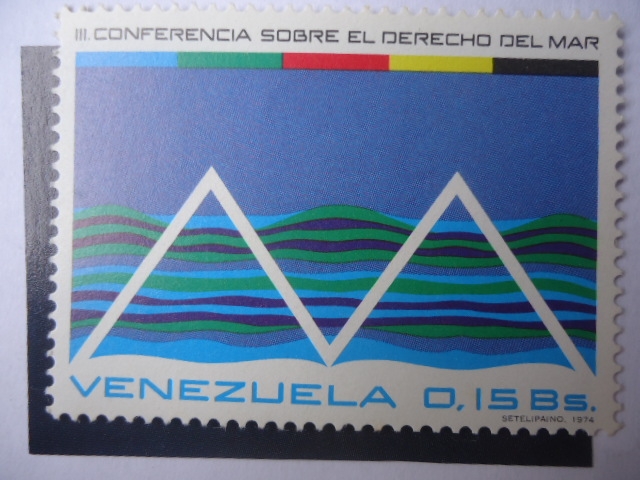 III. CONFERENCIA SOBRE EL DERECHO DEL MAR
VENEZUELA 0,15 Bs.
SETELIPAINO, 1974